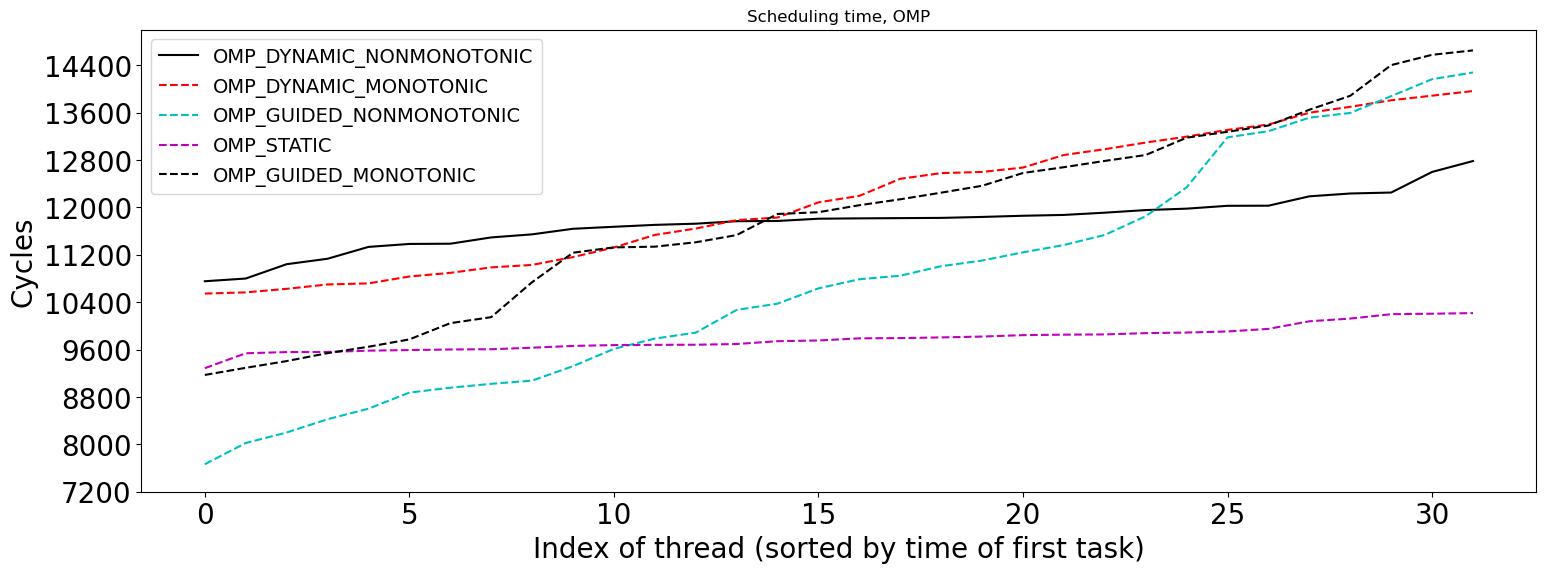 Scheduling time, OMP
OMP_DYNAMIC_NONMONOTONIC
OMP_DYNAMIC_MONOTONIC
OMP_GUIDED_NONMONOTONIC
OMP_STATIC
OMP_GUIDED_MONOTONIC
Cycles
14400
13600
12800
12000
11200
10400
9600
8800
8000
7200
0 5 10 15 20 25 30
Index of thread (sorted by time of first task)